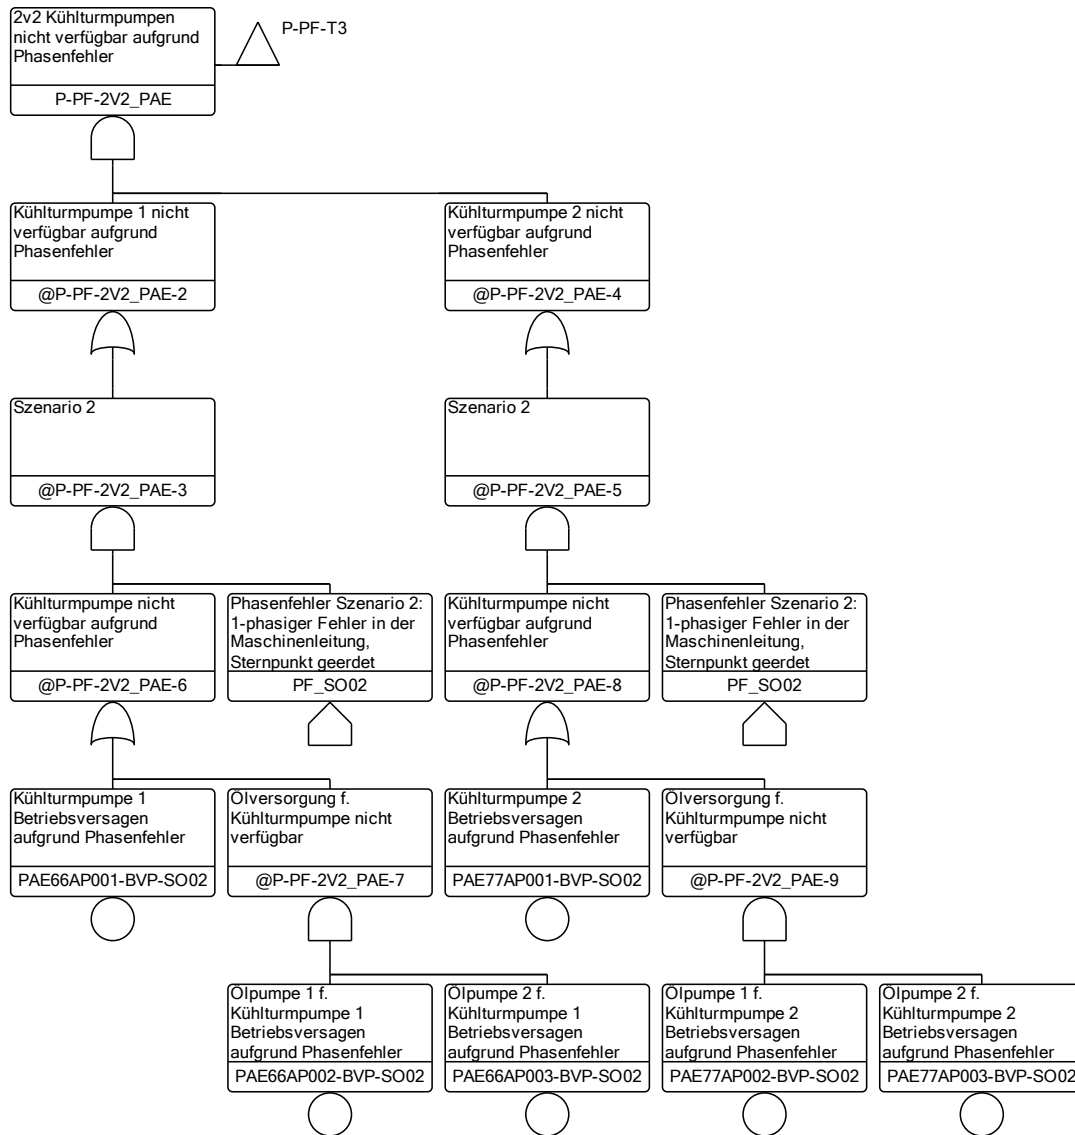 2v2 Kühlturmpumpen
nicht verfügbar aufgrund
Phasenfehler
P-PF-2V2_PAE
P-PF-T3
Kühlturmpumpe 1 nicht
verfügbar aufgrund
Phasenfehler
@P-PF-2V2_PAE-2
Kühlturmpumpe 2 nicht
verfügbar aufgrund
Phasenfehler
@P-PF-2V2_PAE-4
Szenario 2
@P-PF-2V2_PAE-3
Szenario 2
@P-PF-2V2_PAE-5
Kühlturmpumpe nicht
verfügbar aufgrund
Phasenfehler
@P-PF-2V2_PAE-6
Phasenfehler Szenario 2:
1-phasiger Fehler in der
Maschinenleitung,
Sternpunkt geerdet
PF_SO02
Kühlturmpumpe nicht
verfügbar aufgrund
Phasenfehler
@P-PF-2V2_PAE-8
Phasenfehler Szenario 2:
1-phasiger Fehler in der
Maschinenleitung,
Sternpunkt geerdet
PF_SO02
Kühlturmpumpe 1
Betriebsversagen
aufgrund Phasenfehler
PAE66AP001-BVP-SO02
Ölversorgung f.
Kühlturmpumpe nicht
verfügbar
@P-PF-2V2_PAE-7
Kühlturmpumpe 2
Betriebsversagen
aufgrund Phasenfehler
PAE77AP001-BVP-SO02
Ölversorgung f.
Kühlturmpumpe nicht
verfügbar
@P-PF-2V2_PAE-9
Ölpumpe 1 f.
Kühlturmpumpe 1
Betriebsversagen
aufgrund Phasenfehler
PAE66AP002-BVP-SO02
Ölpumpe 2 f.
Kühlturmpumpe 1
Betriebsversagen
aufgrund Phasenfehler
PAE66AP003-BVP-SO02
Ölpumpe 1 f.
Kühlturmpumpe 2
Betriebsversagen
aufgrund Phasenfehler
PAE77AP002-BVP-SO02
Ölpumpe 2 f.
Kühlturmpumpe 2
Betriebsversagen
aufgrund Phasenfehler
PAE77AP003-BVP-SO02